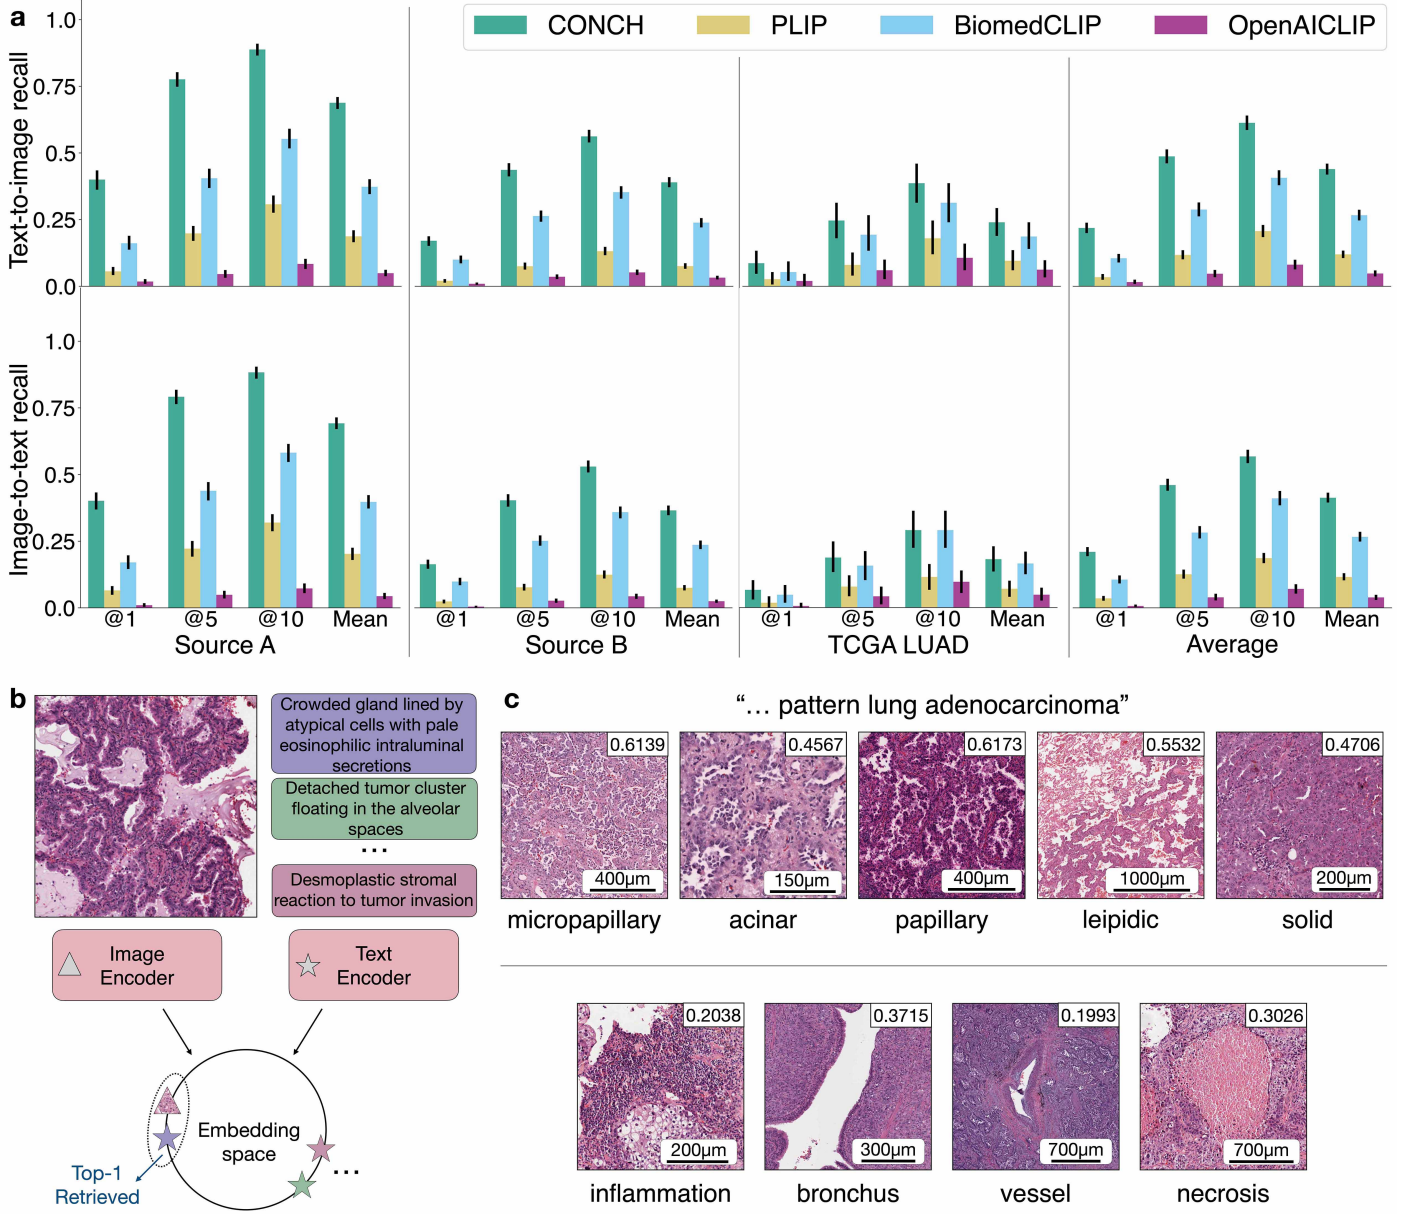 a
CONCH PLIP BiomedCLIP OpenAICLIP
Text-to-image recall
1.0
0.75
0.5
0.25
0.0
Image-to-text recall
1.0
0.75
0.5
0.25
0.0
@1 @5 @10 Mean
Source A
@1 @5 @10 Mean
Source B
@1 @5 @10 Mean
TCGA LUAD
@1 @5 @10 Mean
Average
b
Crowded gland lined by
atypical cells with pale
eosinophilic intraluminal
secretions
Detached tumor cluster
floating in the alveolar
spaces
...
Desmoplastic stromal
reaction to tumor invasion
Image
Encoder
Text
Encoder
Embedding
space
...
Top-1
Retrieved
c
“... pattern lung adenocarcinoma”
0.6139
400μm
micropapillary
0.4567
150μm
acinar
0.6173
400μm
papillary
0.5532
1000μm
leipidic
0.4706
200μm
solid
0.2038
200μm
inflammation
0.3715
300μm
bronchus
0.1993
700μm
vessel
0.3026
700μm
necrosis